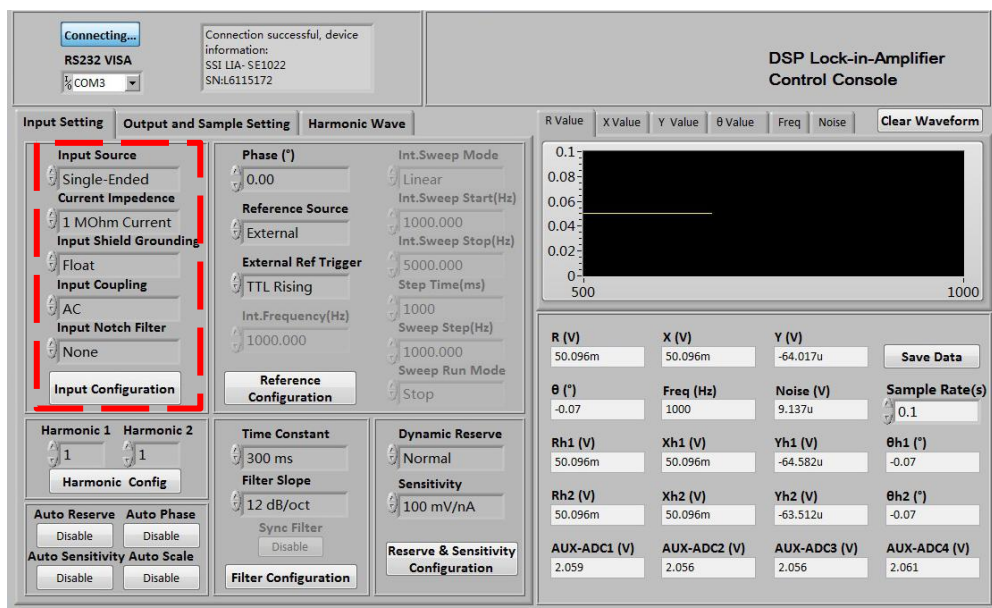 Connecting...
RS232 VISA
COM3
Connection successful, device
information:
SSI LIA- SE1022
SN:L6115172
DSP Lock-in-Amplifier
Control Console
Input Setting
Output and Sample Setting
Harmonic Wave
Input Source
Single-Ended
Current Impedence
1 MOhm Current
Input Shield Grounding
Float
Input Coupling
AC
Input Notch Filter
None
Input Configuration
Phase (°)
0.00
Reference Source
External
External Ref Trigger
TTL Rising
Int.Frequency(Hz)
1000.000
Reference
Configuration
Int.Sweep Mode
Linear
Int.Sweep Start(Hz)
1000.000
Int.Sweep Stop(Hz)
5000.000
Step Time(ms)
1000
Sweep Step(Hz)
1000.000
Sweep Run Mode
Stop
Harmonic 1 Harmonic 2
1 1
Harmonic Config
Auto Reserve Auto Phase
Disable Disable
Auto Sensitivity Auto Scale
Disable Disable
Time Constant
300 ms
Filter Slope
12 dB/oct
Sync Filter
Disable
Filter Configuration
Dynamic Reserve
Normal
Sensitivity
100 mV/nA
Reserve & Sensitivity
Configuration
R Value X Value Y Value θ Value Freq Noise Clear Waveform
0.1
0.08
0.06
0.04
0.02
0
500 1000
R (V) X (V) Y (V)
50.096m 50.096m -64.017u Save Data
θ (°) Freq (Hz) Noise (V) Sample Rate(s)
-0.07 1000 9.137u 0.1
Rh1 (V) Xh1 (V) Yh1 (V) θh1 (°)
50.096m 50.096m -64.582u -0.07
Rh2 (V) Xh2 (V) Yh2 (V) θh2 (°)
50.096m 50.096m -63.512u -0.07
AUX-ADC1 (V) AUX-ADC2 (V) AUX-ADC3 (V) AUX-ADC4 (V)
2.059 2.056 2.056 2.061